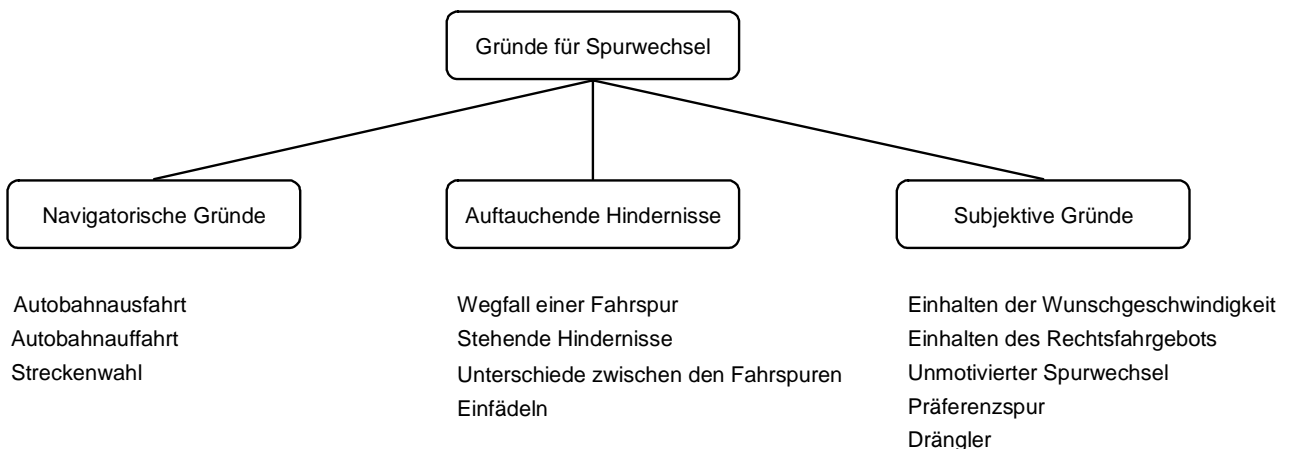 Gründe für Spurwechsel
Navigatorische Gründe
Autobahnausfahrt
Autobahnauffahrt
Streckenwahl
Auftauchende Hindernisse
Wegfall einer Fahrspur
Stehende Hindernisse
Unterschiede zwischen den Fahrspuren
Einfädeln
Subjektive Gründe
Einhalten der Wunschgeschwindigkeit
Einhalten des Rechtsfahrgebots
Unmotivierter Spurwechsel
Präferenzspur
Drängler